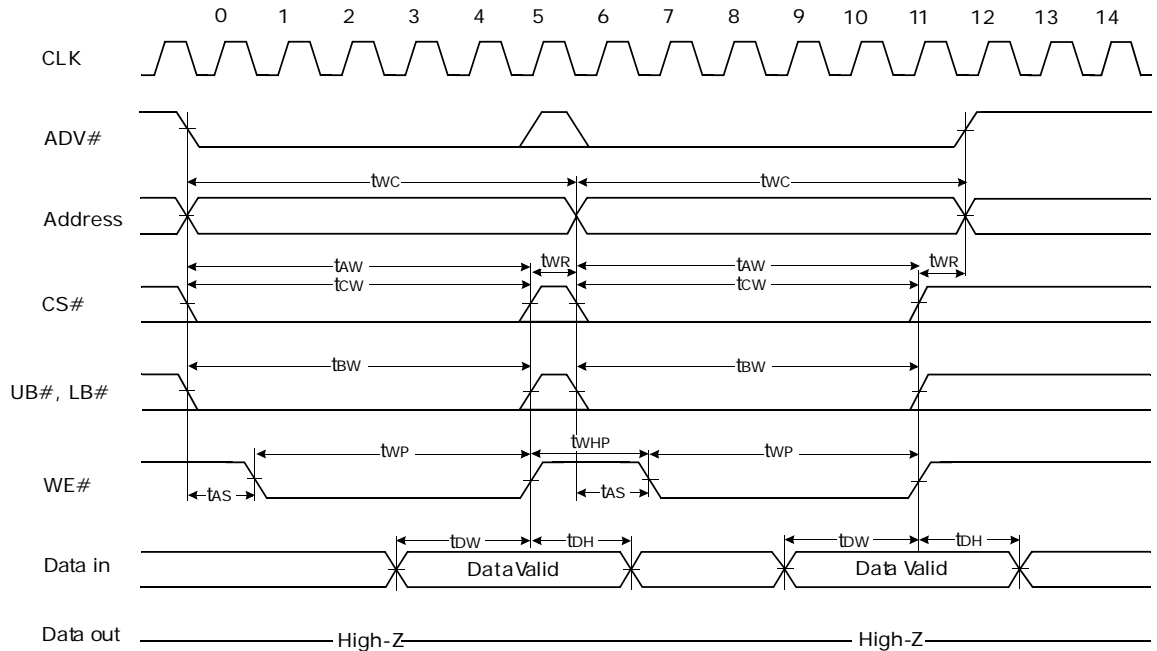 0 1 2 3 4 5 6 7 8 9 10 11 12 13 14
CLK
ADV#
tWC tWC
Address
tAW tWR tAW tWR
tCW tCW
CS#
tBW tBW
UB#, LB#
tWP tWHP tWP
WE#
tAS tAS
tDW tDH tDW tDH
Data in Data Valid Data Valid
Data out High-Z High-Z